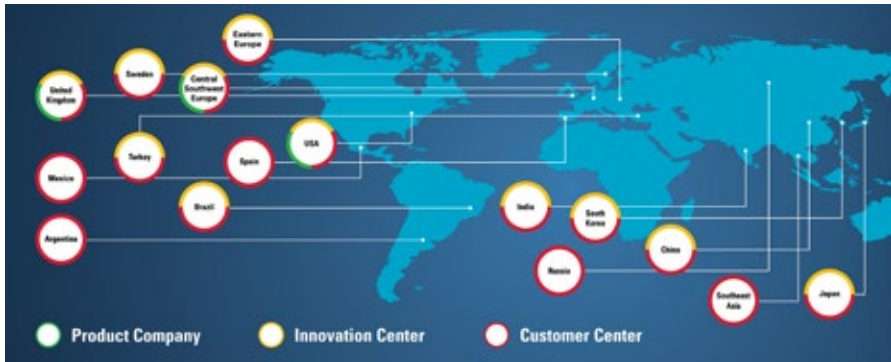 Eastern
Europe
Sweden
Central
Southwest
Europe
United
Kingdom
USA
Turkey
Spain
Mexico
Brazil
India
South
Korea
Argentina
China
Russia
Southeast
Asia
Japan
Product Company
Innovation Center
Customer Center